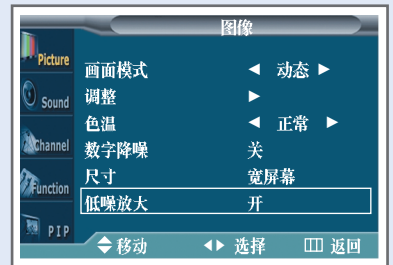 图像
Picture
画面模式 ◀ 动态 ▶
Sound
调整 ▶
色温 ◀ 正常 ▶
Channel
数字降噪 关
尺寸 宽屏幕
Function
低噪放大 开
PIP
移动 选择 返回